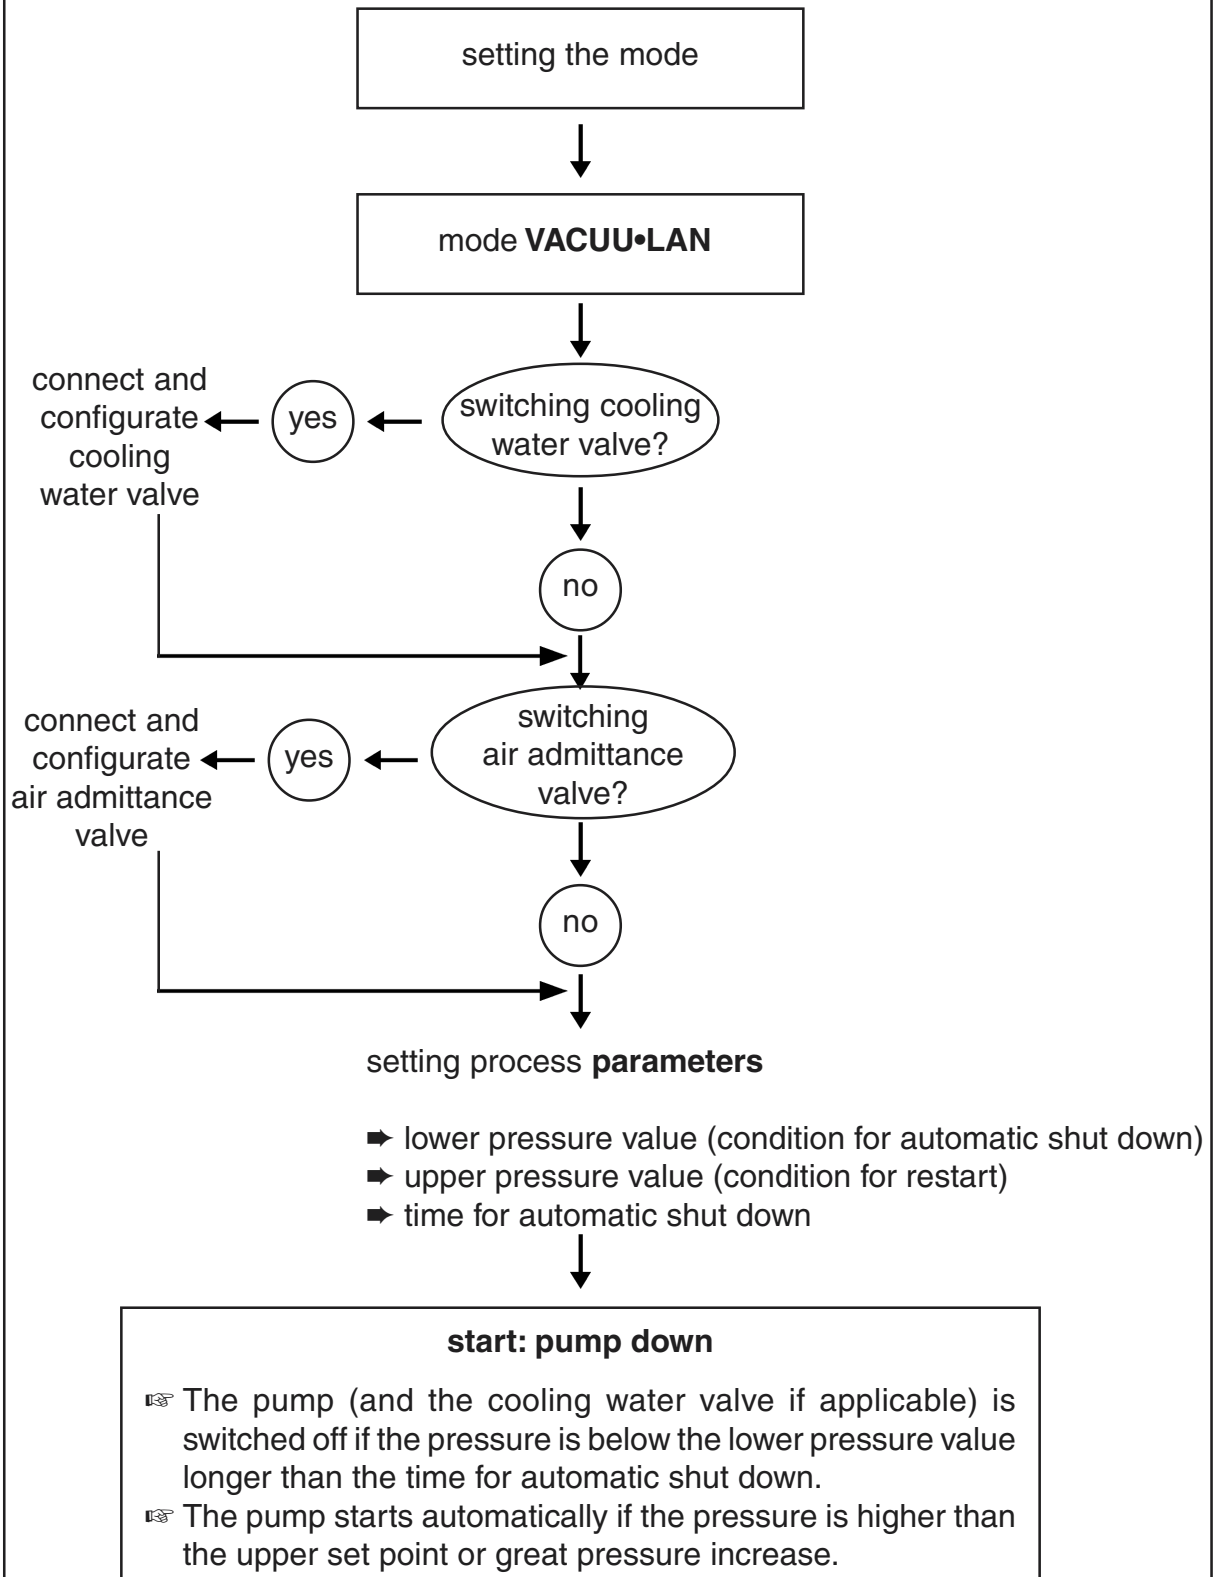 setting the mode
mode VACUU•LAN
switching cooling
water valve?
yes
connect and
configurate
cooling
water valve
no
switching
air admittance
valve?
yes
connect and
configurate
air admittance
valve
no
setting process parameters
➨ lower pressure value (condition for automatic shut down)
➨ upper pressure value (condition for restart)
➨ time for automatic shut down
start: pump down
☞ The pump (and the cooling water valve if applicable) is
switched off if the pressure is below the lower pressure value
longer than the time for automatic shut down.
☞ The pump starts automatically if the pressure is higher than
the upper set point or great pressure increase.